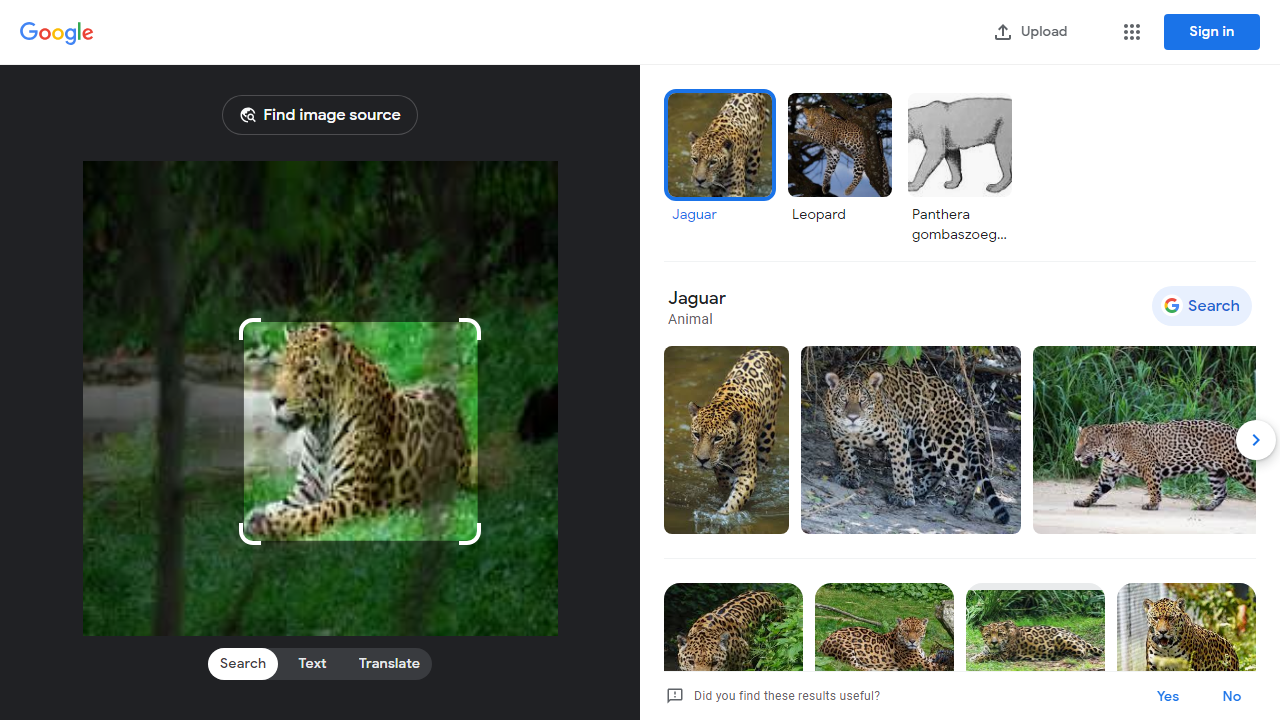 Google
Upload
Sign in
Find image source
Search
Text
Translate
Jaguar
Leopard
Panthera
gombaszoeg...
Jaguar
Animal
Search
Did you find these results useful?
Yes
No